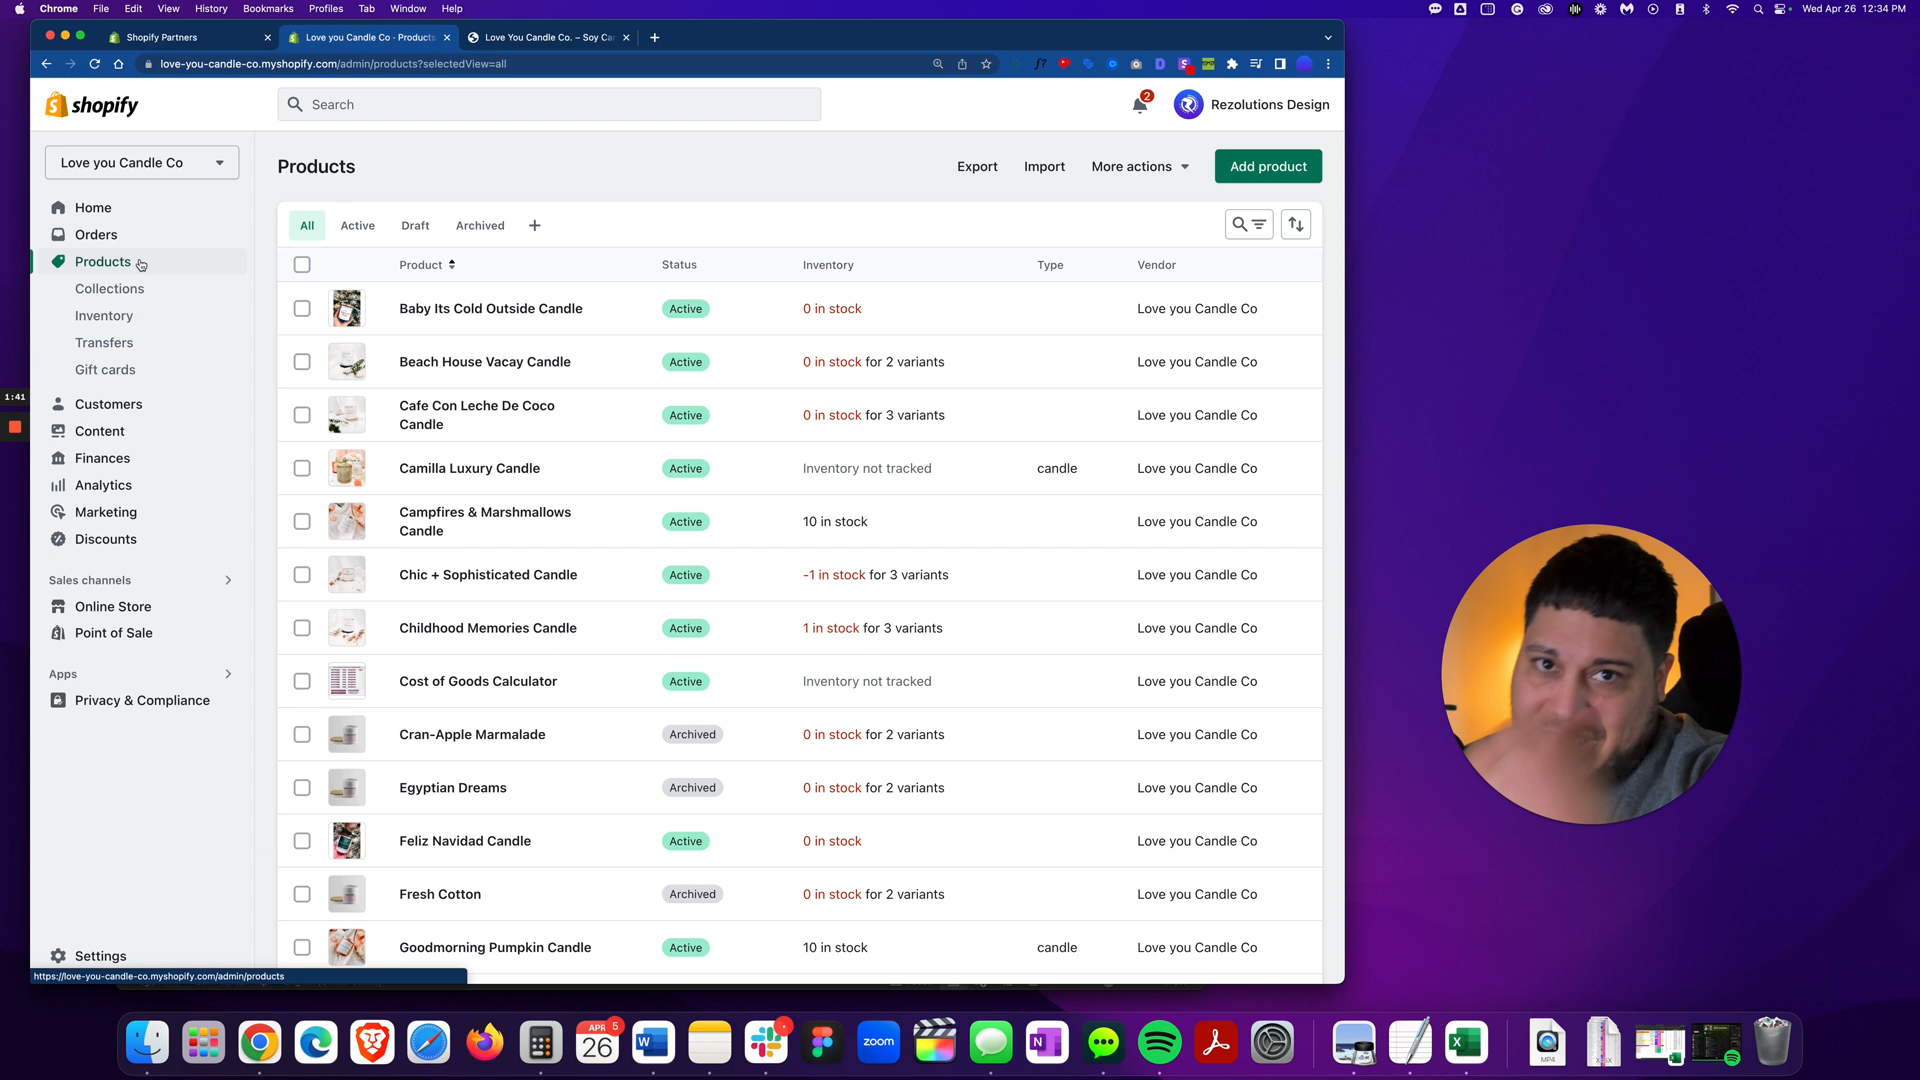 Chrome File Edit View History Bookmarks Profiles Tab Window Help
Wed Apr 26 12:34 PM
Shopify Partners
Love you Candle Co · Products
Love You Candle Co. – Soy Ca
love-you-candle-co.myshopify.com/admin/products?selectedView=all
shopify
Search
2
Rezolutions Design
Love you Candle Co
Home
Orders
Products
Collections
Inventory
Transfers
Gift cards
Customers
Content
Finances
Analytics
Marketing
Discounts
Sales channels
Online Store
Point of Sale
Apps
Privacy & Compliance
Settings
https://love-you-candle-co.myshopify.com/admin/products
1:41
Products
Export Import More actions Add product
All Active Draft Archived
Product Status Inventory Type Vendor
Baby Its Cold Outside Candle Active 0 in stock Love you Candle Co
Beach House Vacay Candle Active 0 in stock for 2 variants Love you Candle Co
Cafe Con Leche De Coco
Candle Active 0 in stock for 3 variants Love you Candle Co
Camilla Luxury Candle Active Inventory not tracked candle Love you Candle Co
Campfires & Marshmallows
Candle Active 10 in stock Love you Candle Co
Chic + Sophisticated Candle Active -1 in stock for 3 variants Love you Candle Co
Childhood Memories Candle Active 1 in stock for 3 variants Love you Candle Co
Cost of Goods Calculator Active Inventory not tracked Love you Candle Co
Cran-Apple Marmalade Archived 0 in stock for 2 variants Love you Candle Co
Egyptian Dreams Archived 0 in stock for 2 variants Love you Candle Co
Feliz Navidad Candle Active 0 in stock Love you Candle Co
Fresh Cotton Archived 0 in stock for 2 variants Love you Candle Co
Goodmorning Pumpkin Candle Active 10 in stock candle Love you Candle Co
APR 5
26
W
zoom
N
X
MP4